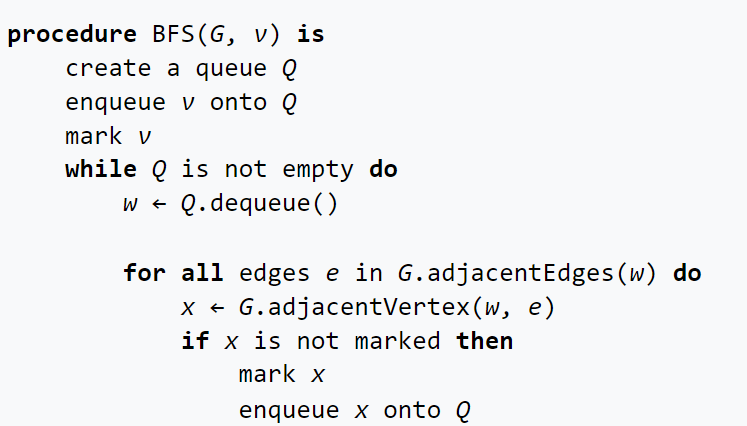 procedure BFS(G, v) is
create a queue Q
enqueue v onto Q
mark v
while Q is not empty do
w ← Q.dequeue()
for all edges e in G.adjacentEdges(w) do
x ← G.adjacentVertex(w, e)
if x is not marked then
mark x
enqueue x onto Q